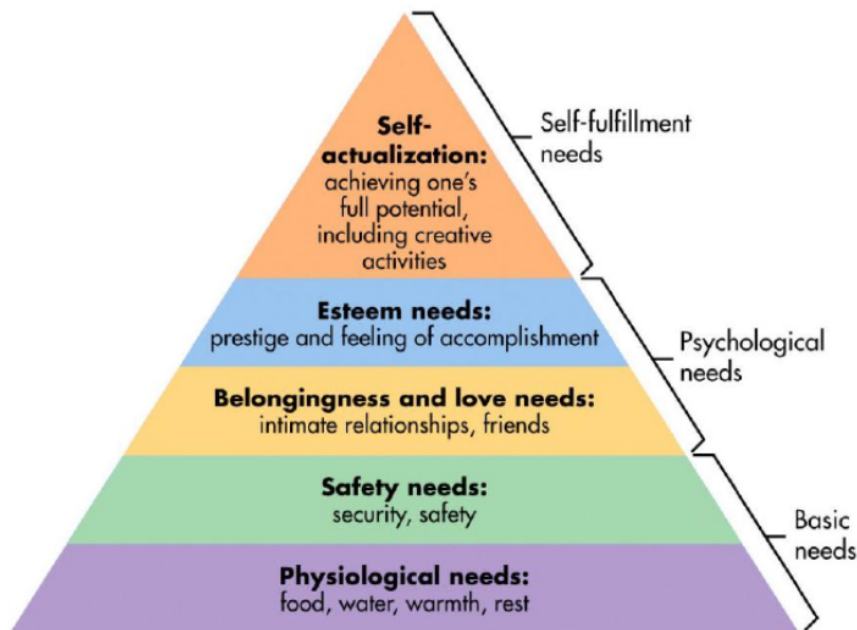 Self-
actualization:
achieving one's
full potential,
including creative
activities
Self-fulfillment
needs
Esteem needs:
prestige and feeling of accomplishment
Psychological
needs
Belongingness and love needs:
intimate relationships, friends
Safety needs:
security, safety
Basic
needs
Physiological needs:
food, water, warmth, rest